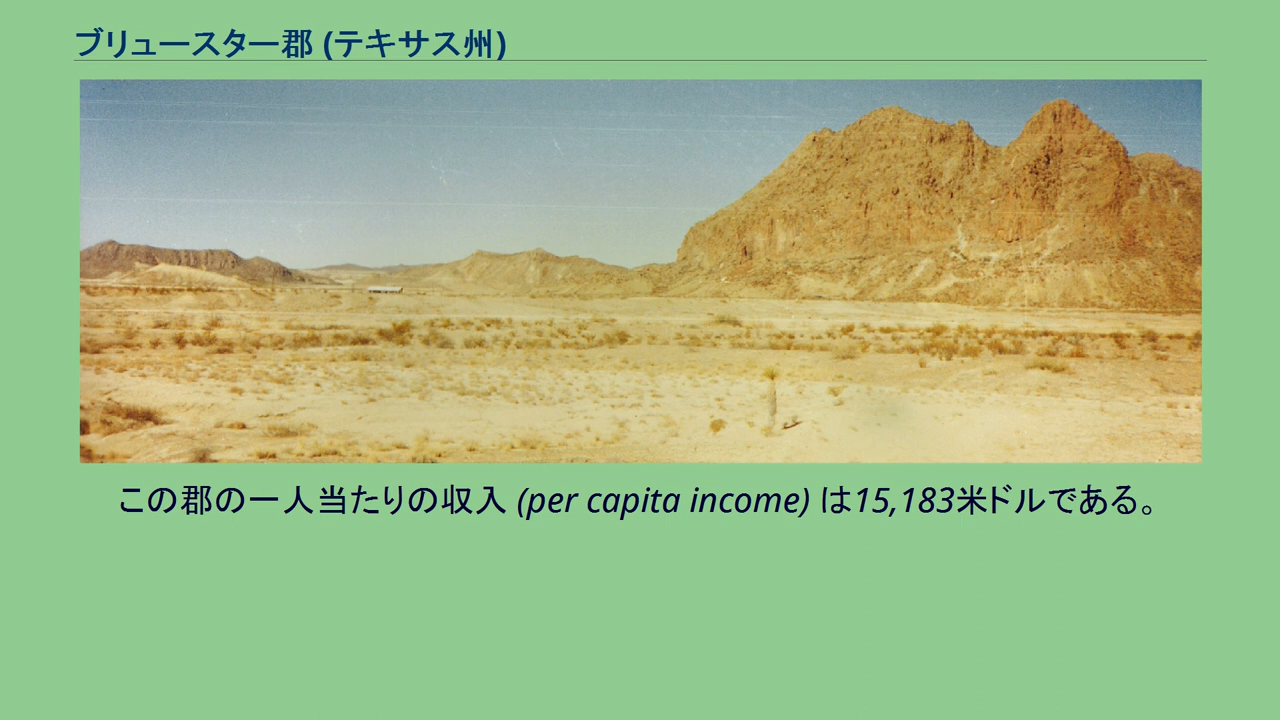 ブリュースター郡 (テキサス州)
この郡の一人当たりの収入 (per capita income) は15,183米ドルである。